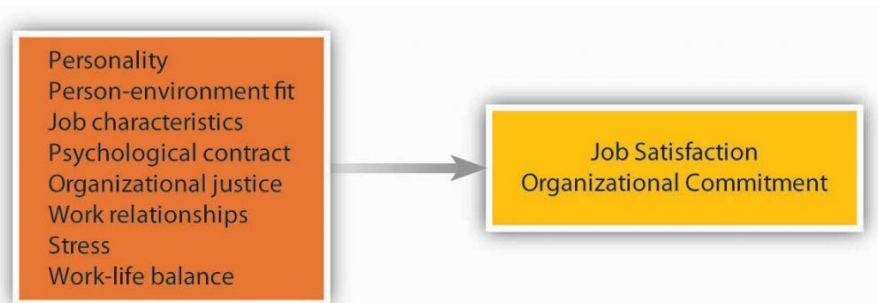 Personality
Person-environment fit
Job characteristics
Psychological contract
Organizational justice
Work relationships
Stress
Work-life balance
Job Satisfaction
Organizational Commitment